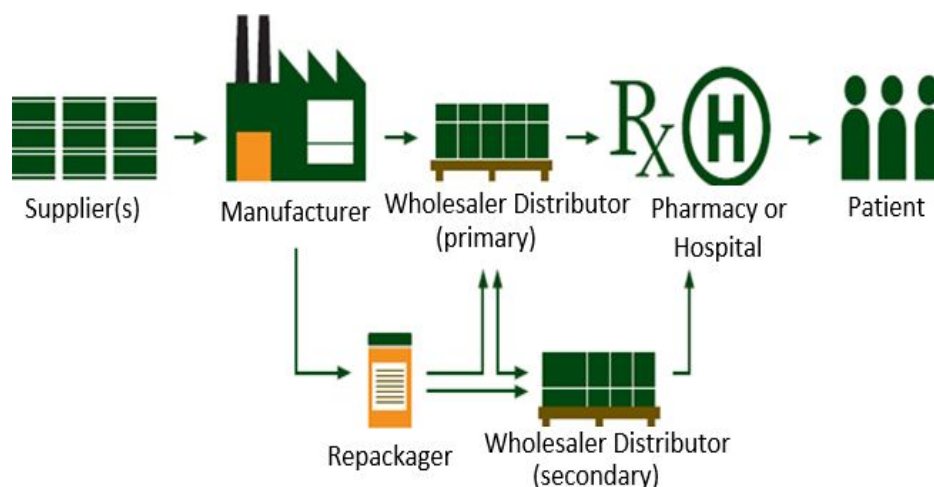 Rx H
Supplier(s)
Manufacturer
Wholesaler Distributor
(primary)
Pharmacy or
Hospital
Patient
Repackager
Wholesaler Distributor
(secondary)